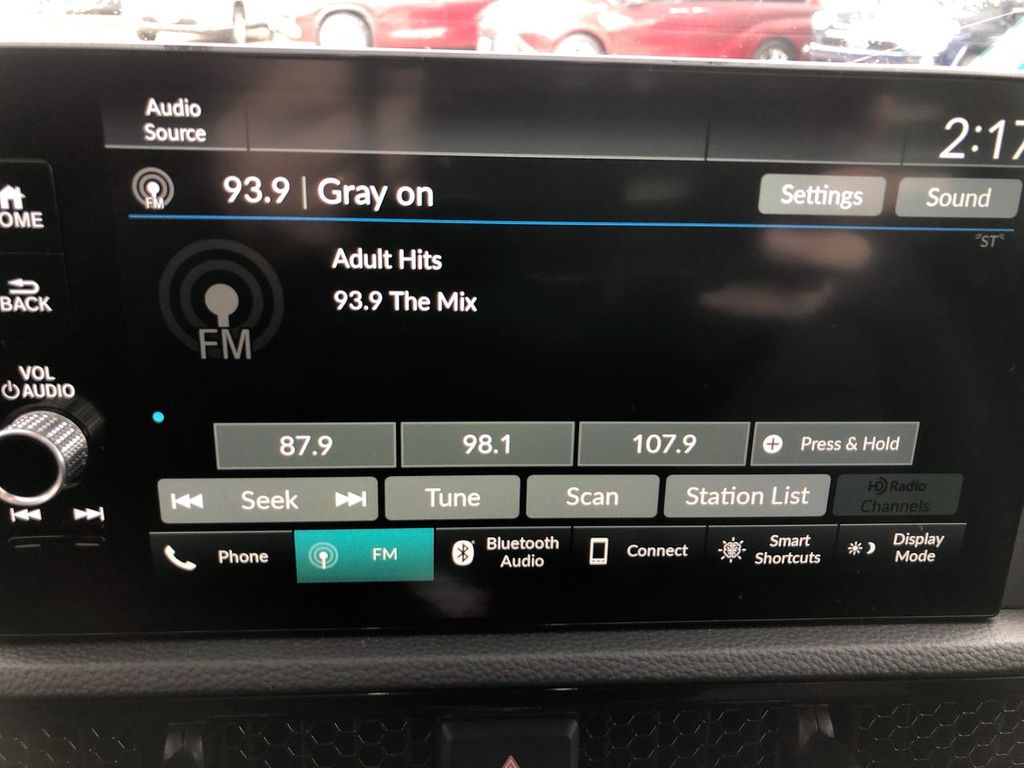 Audio
Source
2:17
FM
93.9 | Gray on
Settings
Sound
"ST"
OME
Adult Hits
BACK
93.9 The Mix
FM
VOL
AUDIO
87.9
98.1
107.9
Press & Hold
Seek
Tune
Scan
Station List
HD Radio
Channels
Phone
FM
Bluetooth
Audio
Connect
Smart
Shortcuts
Display
Mode